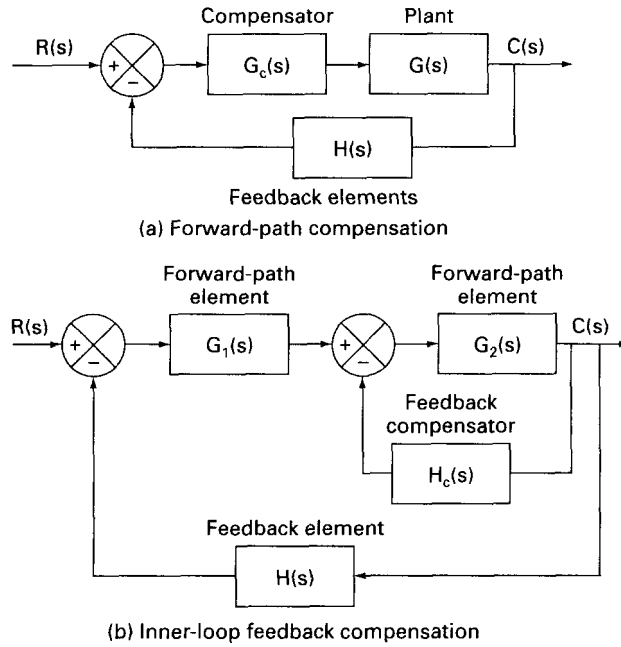 Compensator
Plant
R(s)
C(s)
+
−
G_c(s)
G(s)
H(s)
Feedback elements
(a) Forward-path compensation
Forward-path
element
Forward-path
element
R(s)
C(s)
+
−
G_1(s)
+
−
G_2(s)
Feedback
compensator
H_c(s)
Feedback element
H(s)
(b) Inner-loop feedback compensation